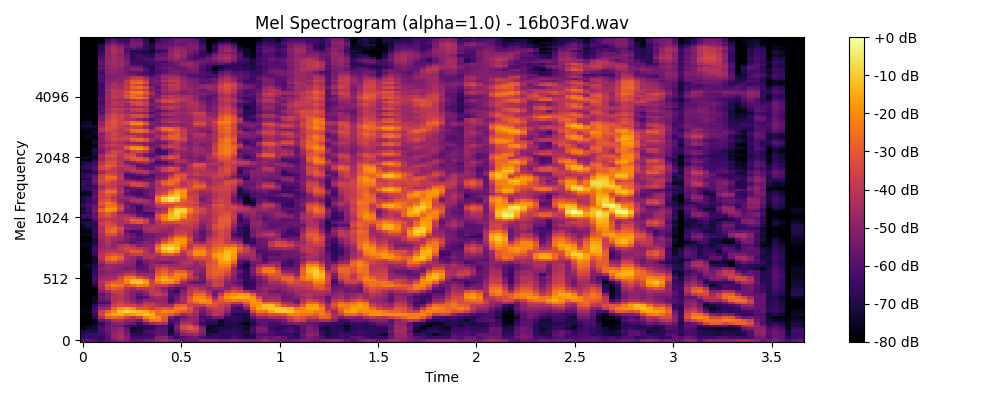 Mel Spectrogram (alpha=1.0) - 16b03Fd.wav
Mel Frequency
4096
2048
1024
512
0
0
0.5
1
1.5
2
2.5
3
3.5
Time
+0 dB
-10 dB
-20 dB
-30 dB
-40 dB
-50 dB
-60 dB
-70 dB
-80 dB